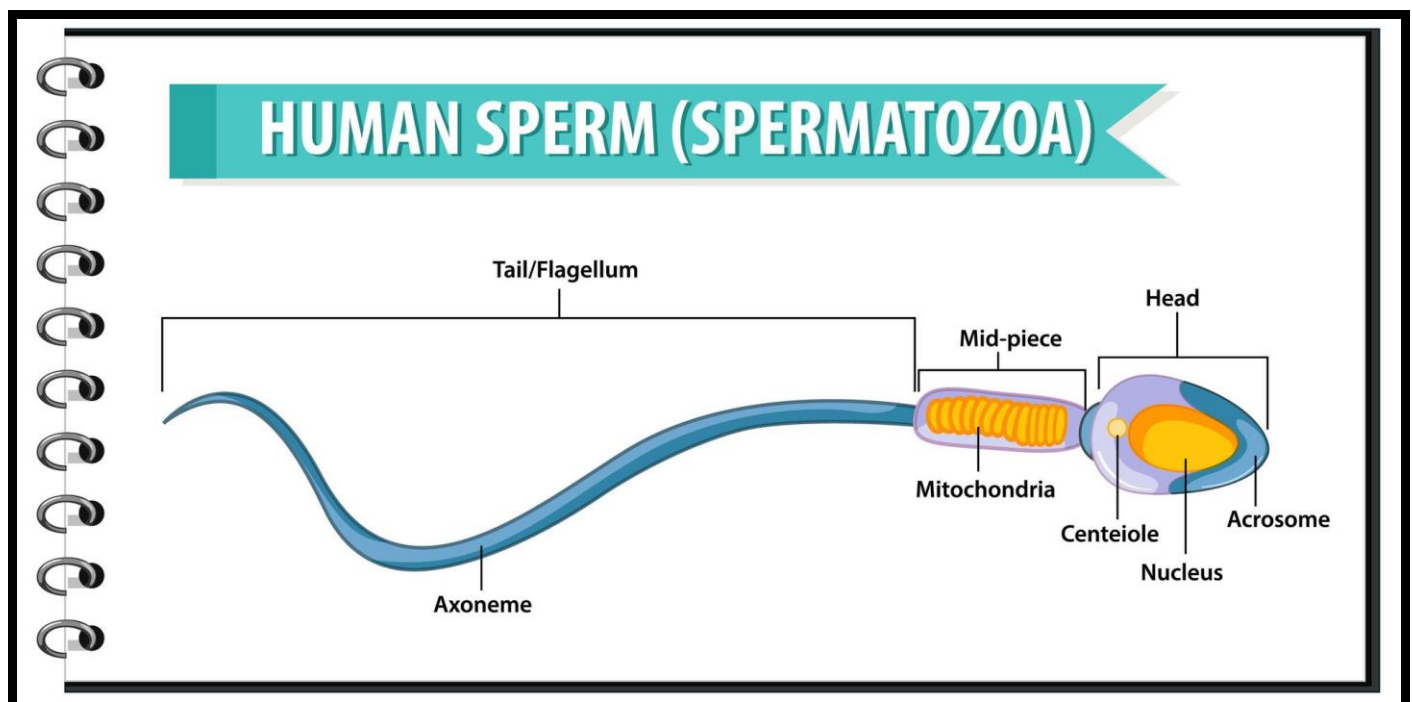 HUMAN SPERM (SPERMATOZOA)
Tail/Flagellum
Head
Mid-piece
Mitochondria
Acrosome
Centeiole
Nucleus
Axoneme